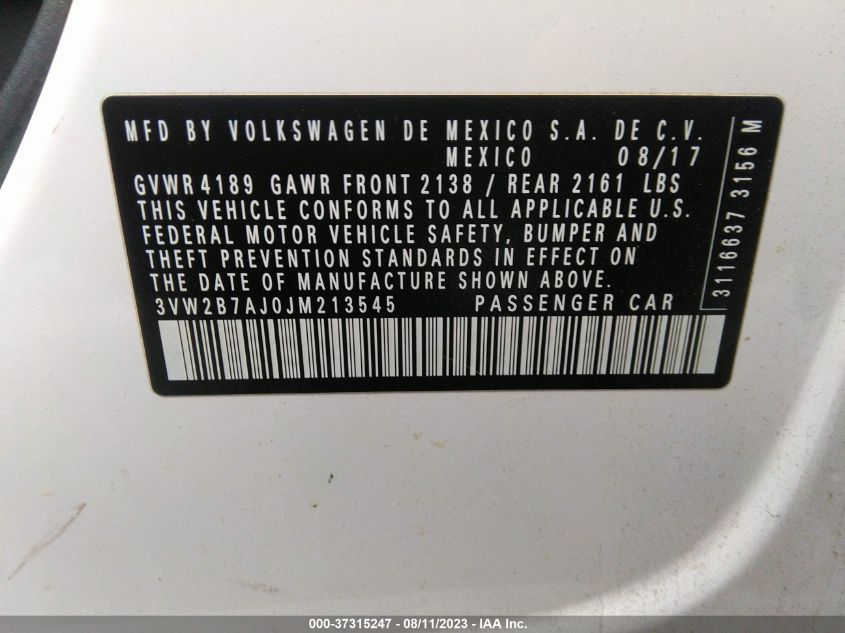 MFD BY VOLKSWAGEN DE MEXICO S.A. DE C.V.
MEXICO 08/17
GVWR 4189 GAWR FRONT 2138 / REAR 2161 LBS
THIS VEHICLE CONFORMS TO ALL APPLICABLE U.S.
FEDERAL MOTOR VEHICLE SAFETY, BUMPER AND
THEFT PREVENTION STANDARDS IN EFFECT ON
THE DATE OF MANUFACTURE SHOWN ABOVE.
3VW2B7AJ0JM213545 PASSENGER CAR
3116637 3156 M
000-37315247 - 08/11/2023 - IAA Inc.